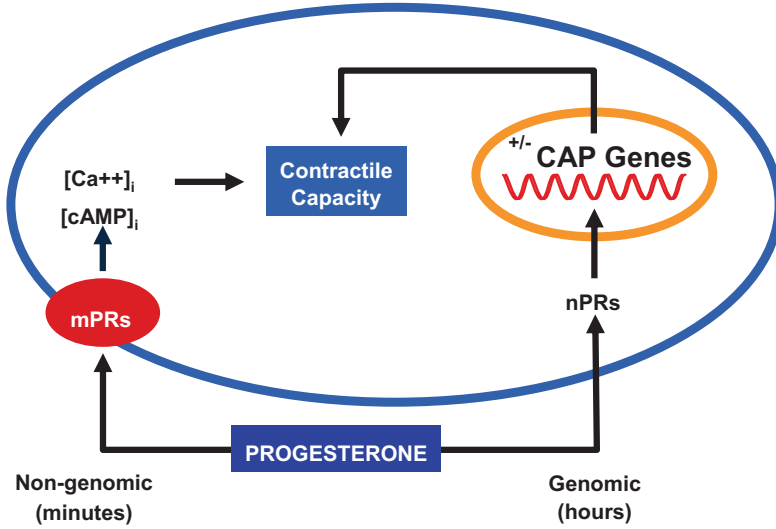 +/- CAP Genes
[Ca++]i
[cAMP]i
Contractile
Capacity
mPRs
nPRs
PROGESTERONE
Non-genomic
(minutes)
Genomic
(hours)